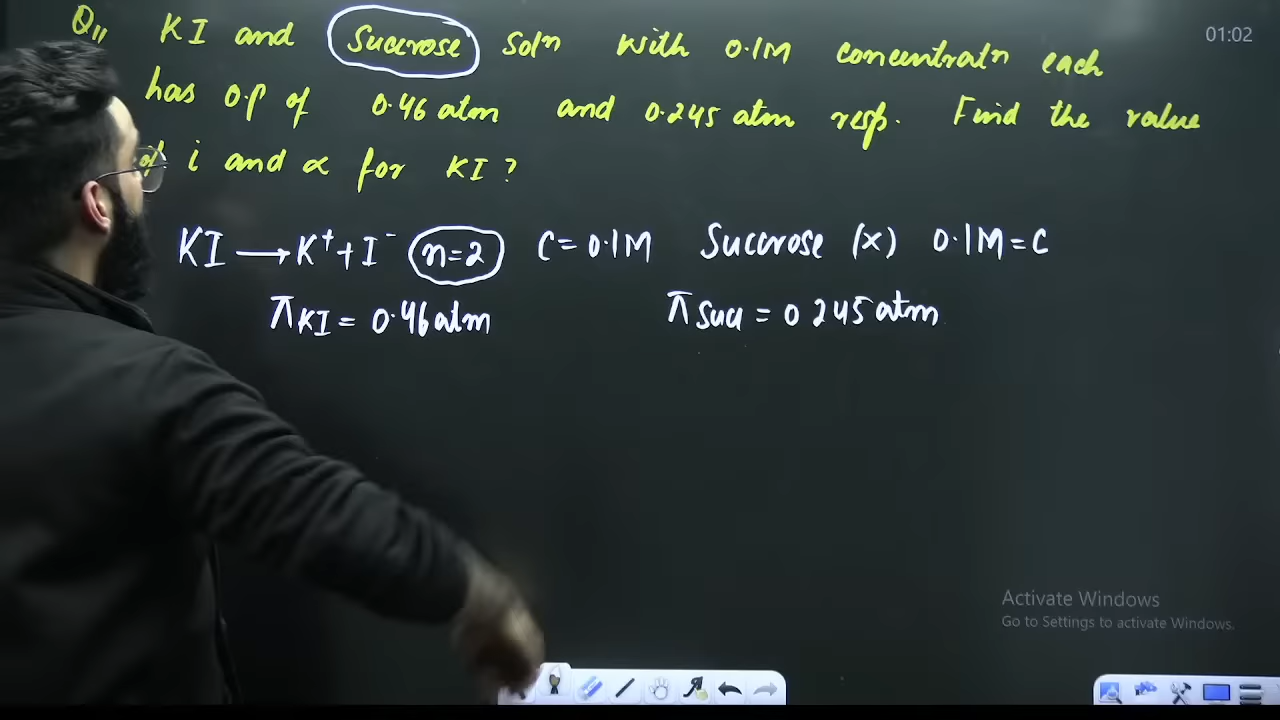 Q11 KI and Sucrose Soln with 0.1M concentratn each
01:02
has O.P of 0.46 atm and 0.245 atm resp. Find the value
of i and α for KI ?
KI → K⁺ + I⁻ n=2 C = 0.1M Sucrose (x) 0.1M = C
π KI = 0.46 atm π Suc = 0.245 atm
Activate Windows
Go to Settings to activate Windows.